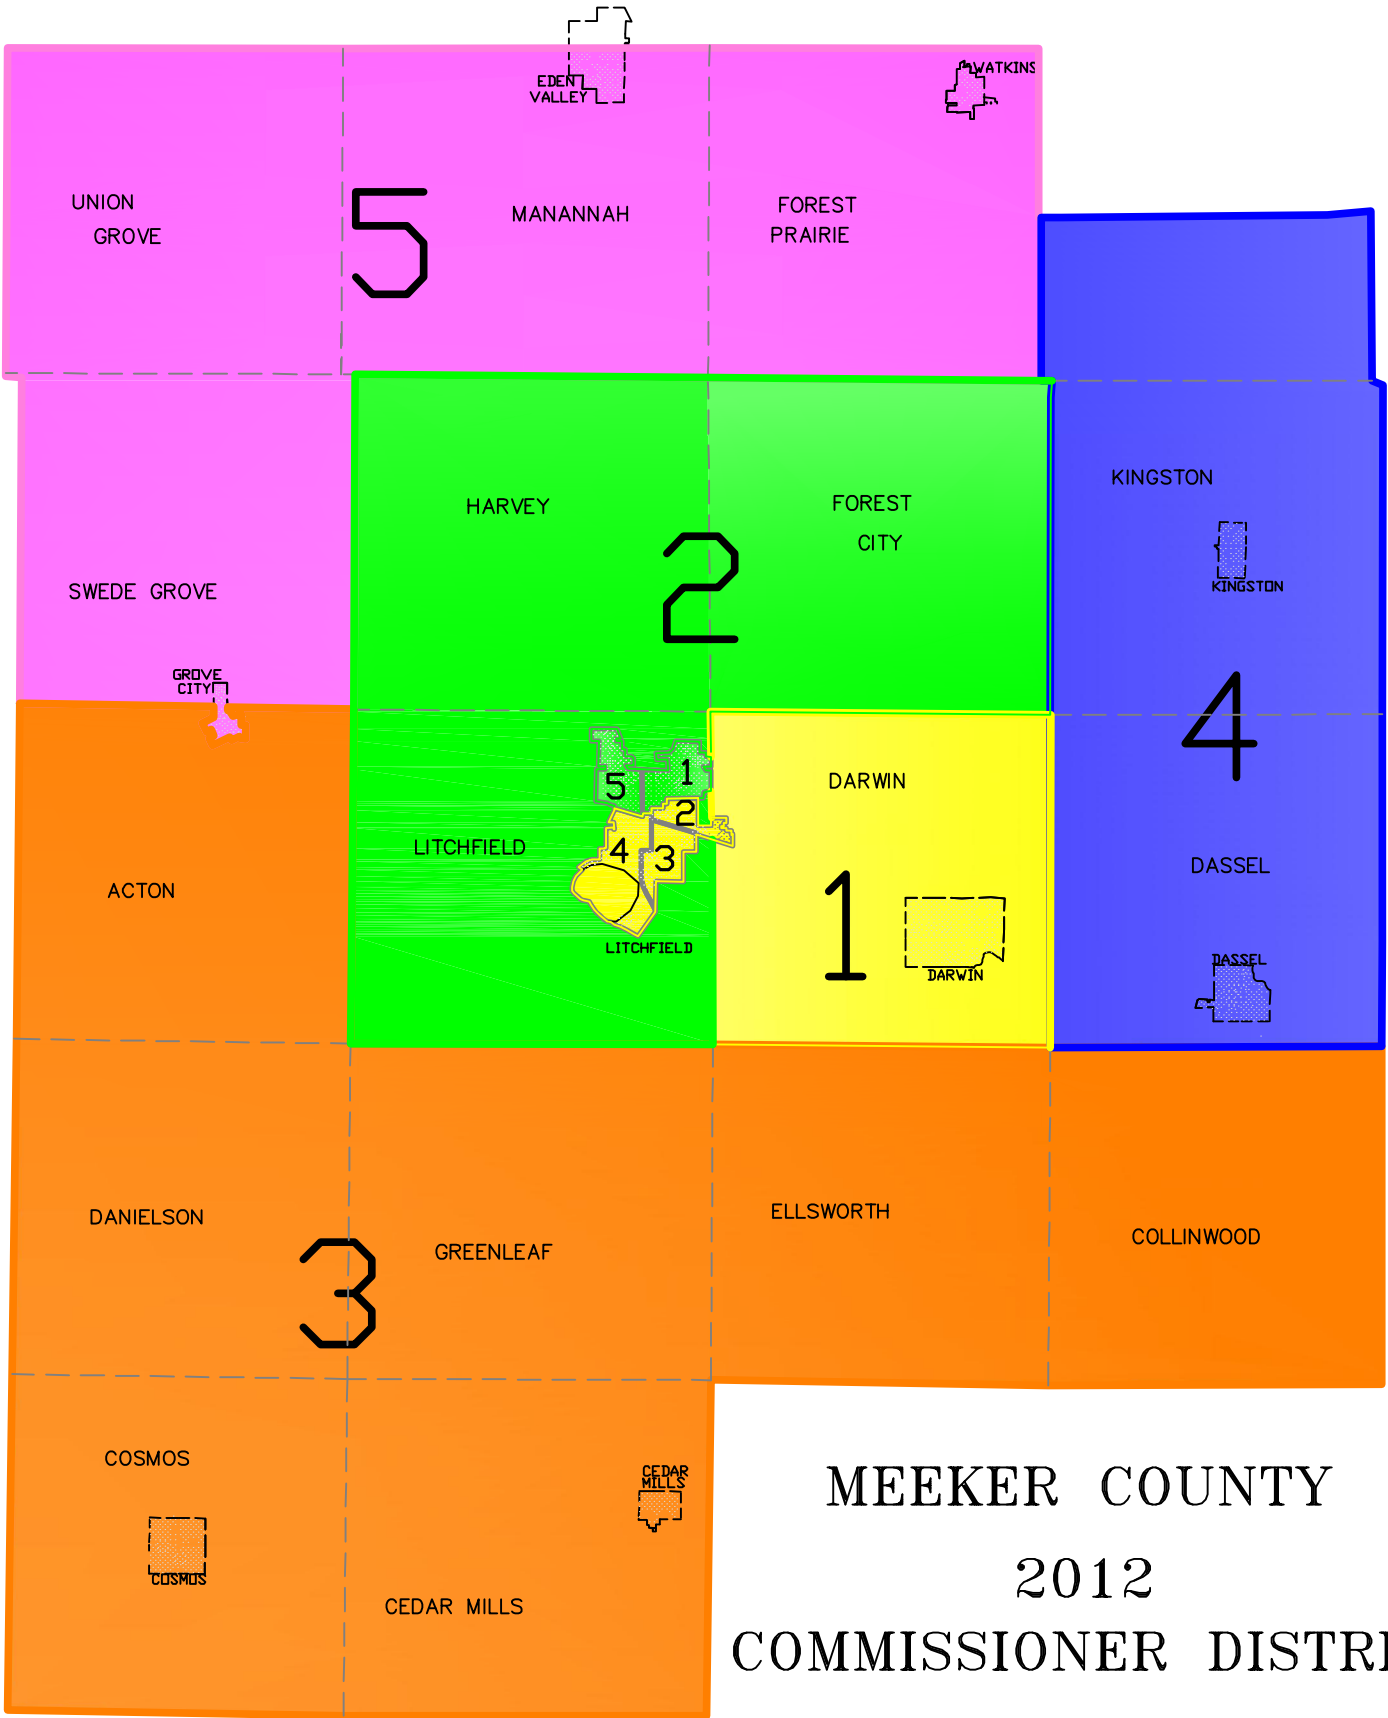 EDEN
VALLEY
WATKINS
UNION
GROVE
5
MANANNAH
FOREST
PRAIRIE
HARVEY
FOREST
CITY
2
KINGSTON
KINGSTON
SWEDE GROVE
GROVE
CITY
4
5
1
2
4
3
LITCHFIELD
LITCHFIELD
DARWIN
1
DARWIN
DASSEL
DASSEL
ACTON
DANIELSON
3
GREENLEAF
ELLSWORTH
COLLINWOOD
COSMOS
COSMOS
CEDAR
MILLS
CEDAR MILLS
MEEKER COUNTY
2012
COMMISSIONER DISTRI